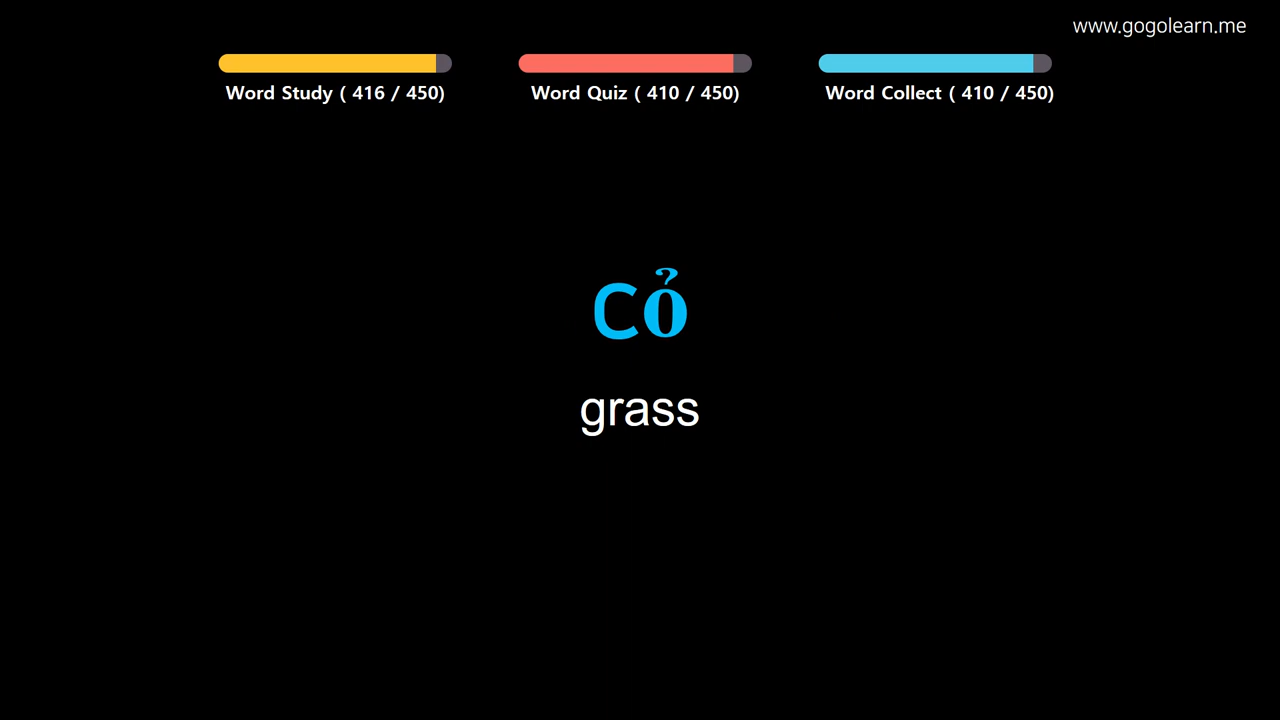 www.gogolearn.me
Word Study ( 416 / 450)
Word Quiz ( 410 / 450)
Word Collect ( 410 / 450)
cỏ
grass